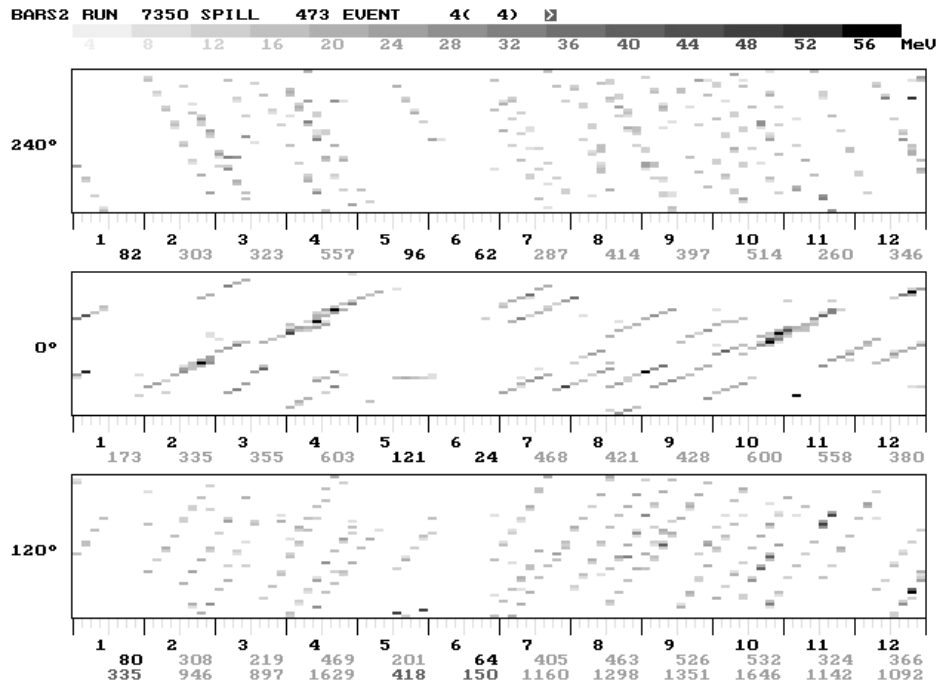 BARS2 RUN 7350 SPILL 473 EVENT 4( 4)
4 8 12 16 20 24 28 32 36 40 44 48 52 56 MeV
240°
1 2 3 4 5 6 7 8 9 10 11 12
82 303 323 557 96 62 287 414 397 514 260 346
0°
1 2 3 4 5 6 7 8 9 10 11 12
173 335 355 603 121 24 468 421 428 600 558 380
120°
1 2 3 4 5 6 7 8 9 10 11 12
80 308 219 469 201 64 405 463 526 532 324 366
335 946 897 1629 418 150 1160 1298 1351 1646 1142 1092